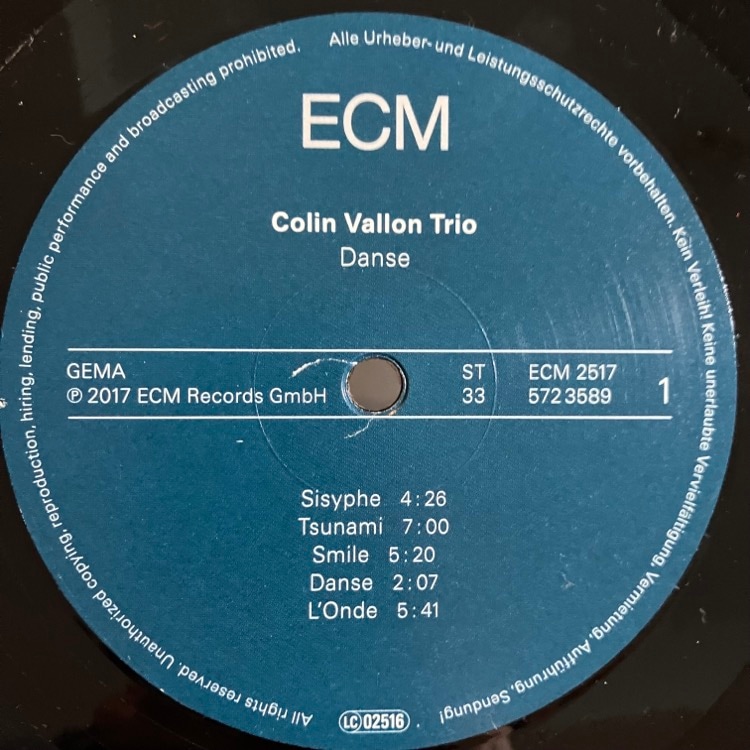 ECM
Colin Vallon Trio
Danse
GEMA
℗ 2017 ECM Records GmbH
ST
33
ECM 2517
572 3589
1
Sisyphe 4:26
Tsunami 7:00
Smile 5:20
Danse 2:07
L'Onde 5:41
Alle Urheber- und Leistungsschutzrechte vorbehalten. Kein Verleih! Keine unerlaubte Vervielfältigung, Vermietung, Aufführung, Sendung!
LC 02516 .
All rights reserved. Unauthorized copying, reproduction, hiring, lending, public performance and broadcasting prohibited.